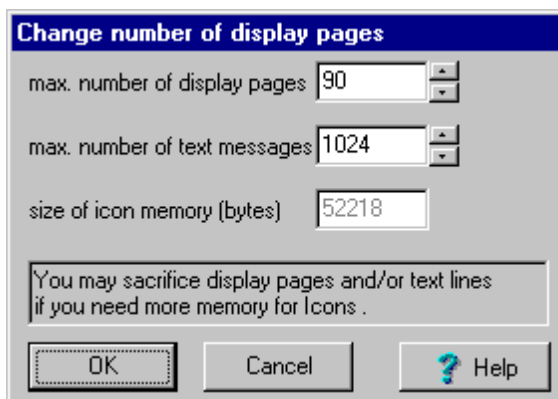 Change number of display pages
max. number of display pages 90
max. number of text messages 1024
size of icon memory (bytes) 52218
You may sacrifice display pages and/or text lines
if you need more memory for Icons .
OK Cancel ? Help